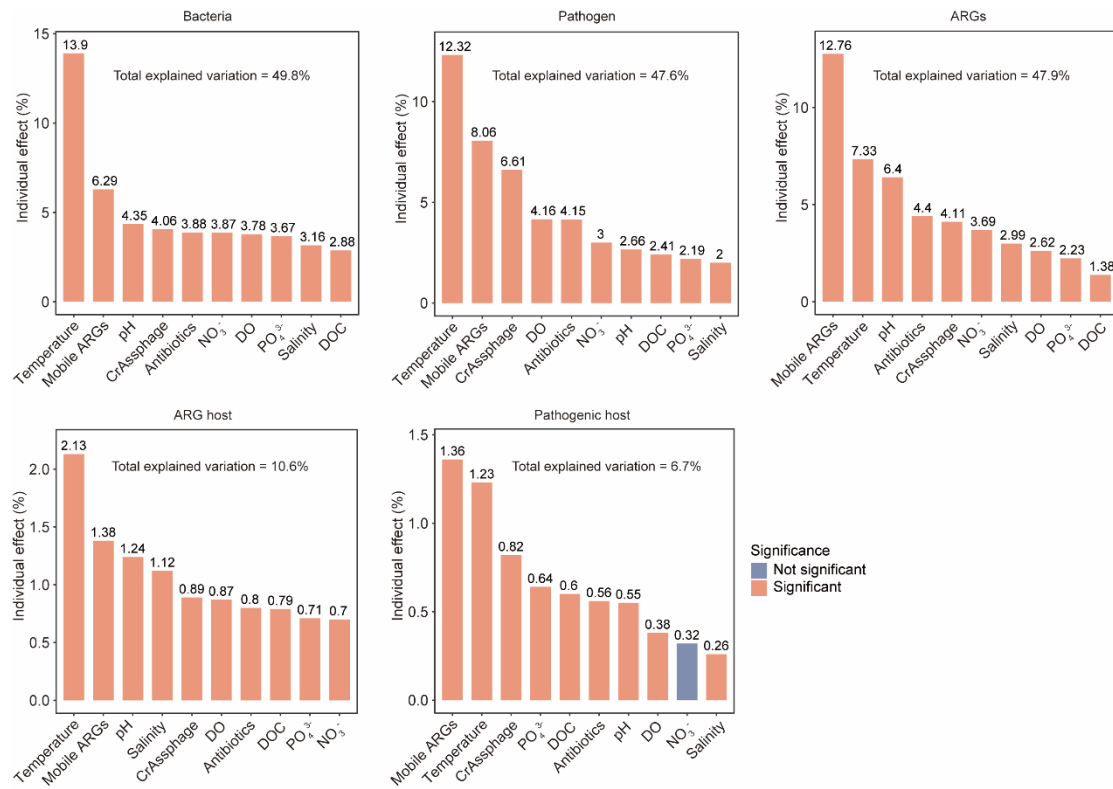 Bacteria
15
10
5
0
Individual effect (%)
Total explained variation = 49.8%
13.9
6.29
4.35
4.06
3.88
3.87
3.78
3.67
3.16
2.88
Temperature
Mobile ARGs
pH
CrAssphage
Antibiotics
NO₃⁻
DO
PO₄³⁻
Salinity
DOC
Pathogen
10
5
0
Individual effect (%)
Total explained variation = 47.6%
12.32
8.06
6.61
4.16
4.15
3
2.66
2.41
2.19
2
Temperature
Mobile ARGs
CrAssphage
DO
Antibiotics
NO₃⁻
pH
DOC
PO₄³⁻
Salinity
ARGs
10
5
0
Individual effect (%)
Total explained variation = 47.9%
12.76
7.33
6.4
4.4
4.11
3.69
2.99
2.62
2.23
1.38
Mobile ARGs
Temperature
pH
Antibiotics
CrAssphage
NO₃⁻
Salinity
DO
PO₄³⁻
DOC
ARG host
2.0
1.5
1.0
0.5
0.0
Individual effect (%)
Total explained variation = 10.6%
2.13
1.38
1.24
1.12
0.89
0.87
0.8
0.79
0.71
0.7
Temperature
Mobile ARGs
pH
Salinity
CrAssphage
DO
Antibiotics
DOC
PO₄³⁻
NO₃⁻
Pathogenic host
1.5
1.0
0.5
0.0
Individual effect (%)
Total explained variation = 6.7%
1.36
1.23
0.82
0.64
0.6
0.56
0.55
0.38
0.32
0.26
Mobile ARGs
Temperature
CrAssphage
PO₄³⁻
DOC
Antibiotics
pH
DO
NO₃⁻
Salinity
Significance
Not significant
Significant